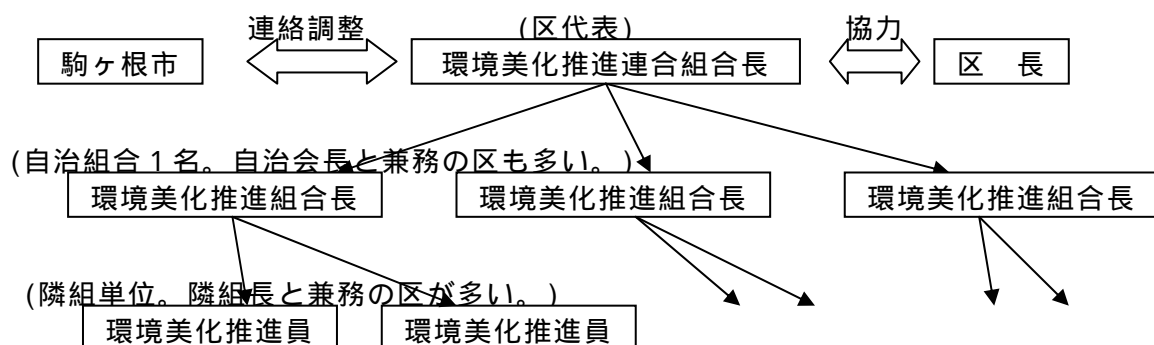 連絡調整 (区代表) 協力
駒ヶ根市 環境美化推進連合組合長 区　長
(自治組合1名。自治会長と兼務の区も多い。)
環境美化推進組合長 環境美化推進組合長 環境美化推進組合長
(隣組単位。隣組長と兼務の区が多い。)
環境美化推進員 環境美化推進員